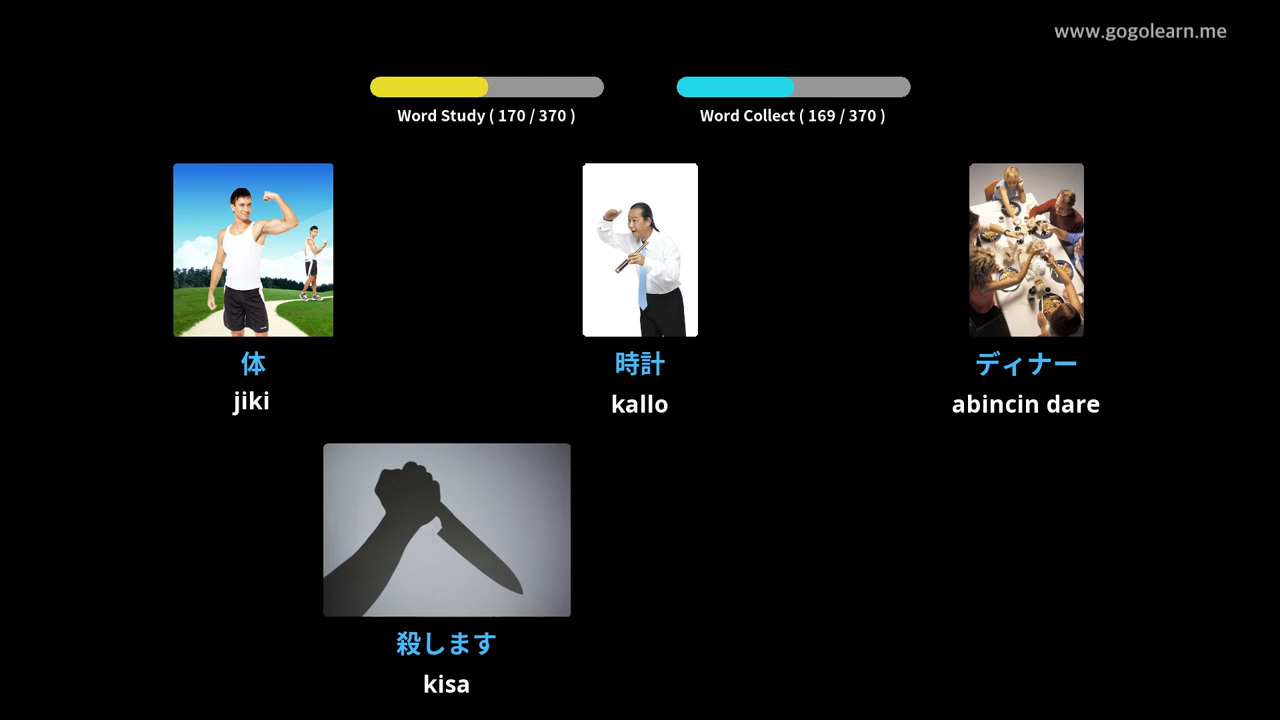 www.gogolearn.me
Word Study ( 170 / 370 )
Word Collect ( 169 / 370 )
体
jiki
時計
kallo
ディナー
abincin dare
殺します
kisa